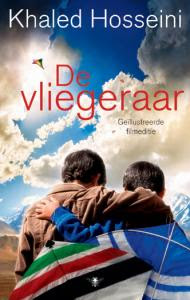 Khaled Hosseini
De
vliegeraar
Geïllustreerde
filmeditie